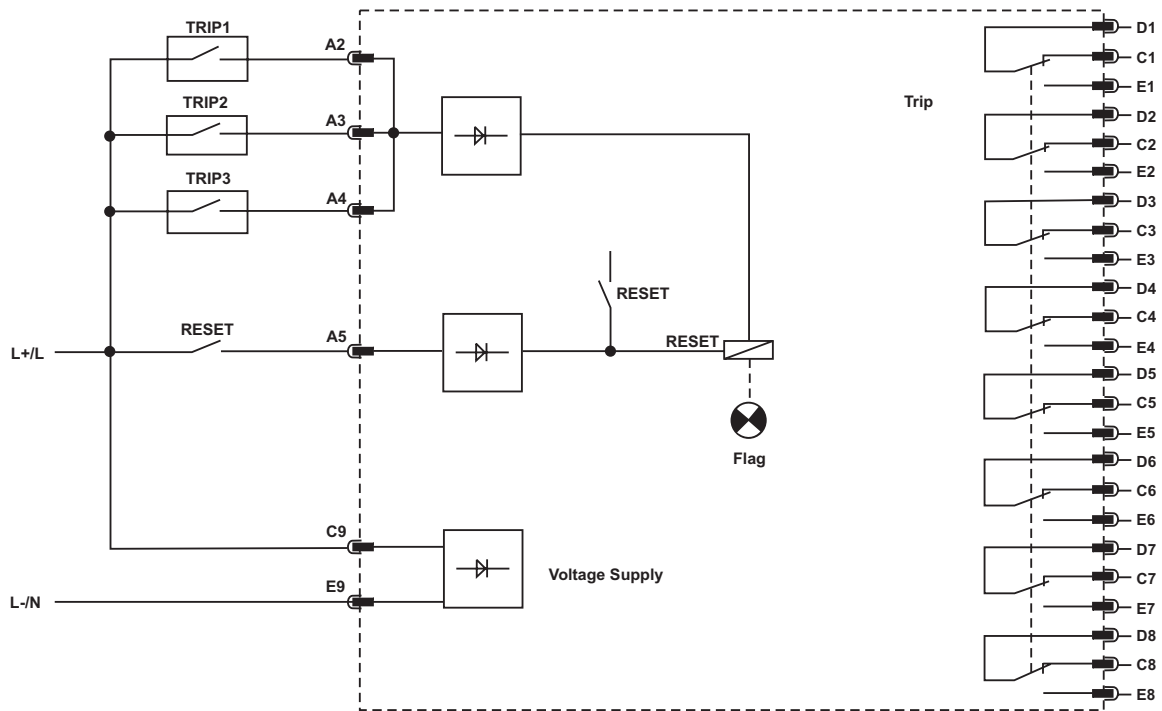 TRIP1
A2
TRIP2
A3
TRIP3
A4
Trip
RESET
RESET
A5
RESET
L+/L
Flag
C9
Voltage Supply
E9
L-/N
D1
C1
E1
D2
C2
E2
D3
C3
E3
D4
C4
E4
D5
C5
E5
D6
C6
E6
D7
C7
E7
D8
C8
E8